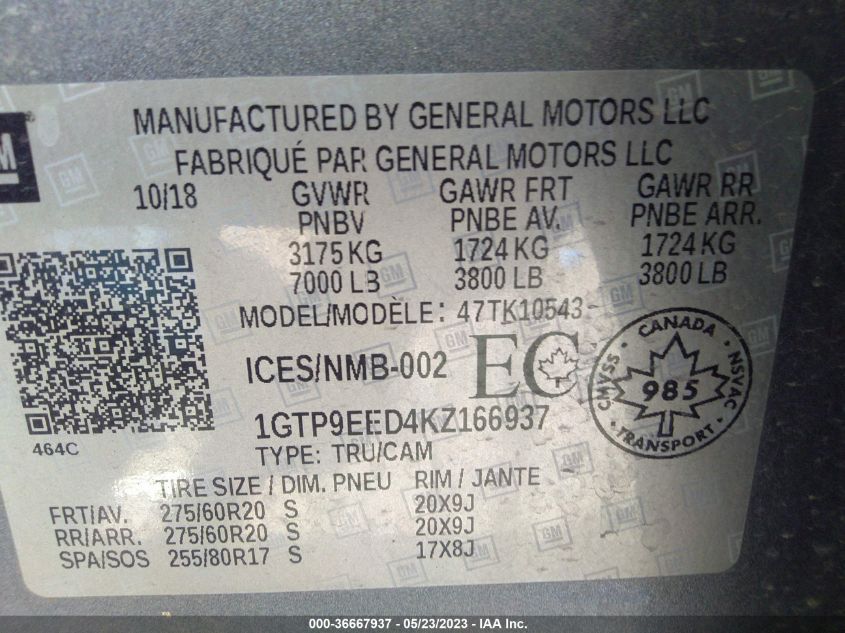 GM
MANUFACTURED BY GENERAL MOTORS LLC
FABRIQUÉ PAR GENERAL MOTORS LLC
10/18 GVWR GAWR FRT GAWR RR
PNBV PNBE AV. PNBE ARR.
3175 KG 1724 KG 1724 KG
7000 LB 3800 LB 3800 LB
MODEL/MODÈLE: 47TK10543
ICES/NMB-002 EC
CANADA
CMVSS 985 NSVAC
TRANSPORT
1GTP9EED4KZ166937
464C
TYPE: TRU/CAM
TIRE SIZE / DIM. PNEU RIM / JANTE
FRT/AV. 275/60R20 S 20X9J
RR/ARR. 275/60R20 S 20X9J
SPA/SOS 255/80R17 S 17X8J
000-36667937 - 05/23/2023 - IAA Inc.